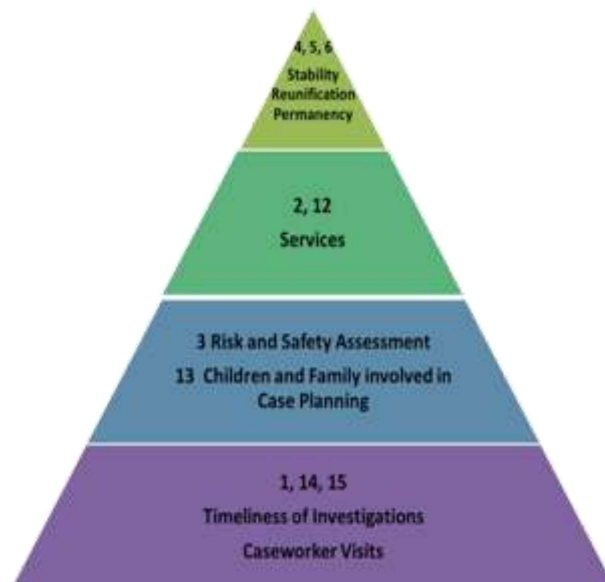 4, 5, 6
Stability
Reunification
Permanency
2, 12
Services
3 Risk and Safety Assessment
13 Children and Family involved in
Case Planning
1, 14, 15
Timeliness of Investigations
Caseworker Visits